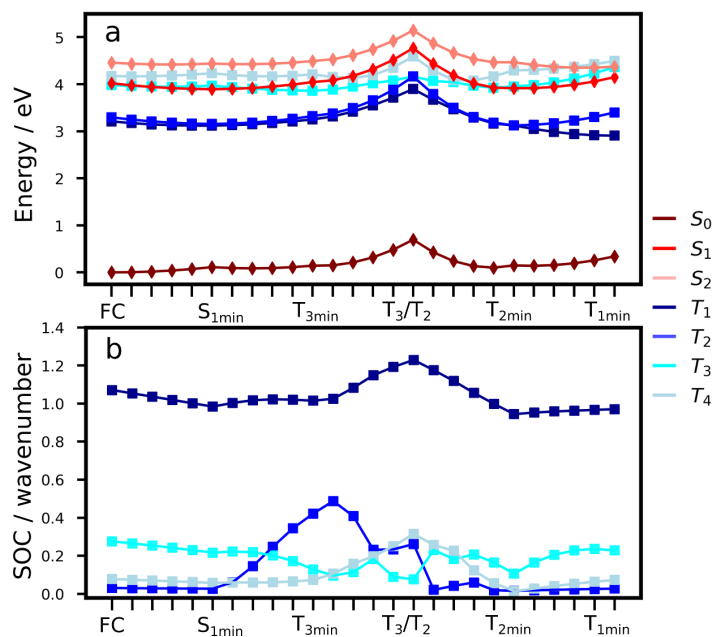 a
5
4
3
2
1
0
Energy / eV
FC
S1min
T3min
T3/T2
T2min
T1min
S0
S1
S2
T1
T2
T3
T4
b
1.4
1.2
1.0
0.8
0.6
0.4
0.2
0.0
SOC / wavenumber
FC
S1min
T3min
T3/T2
T2min
T1min